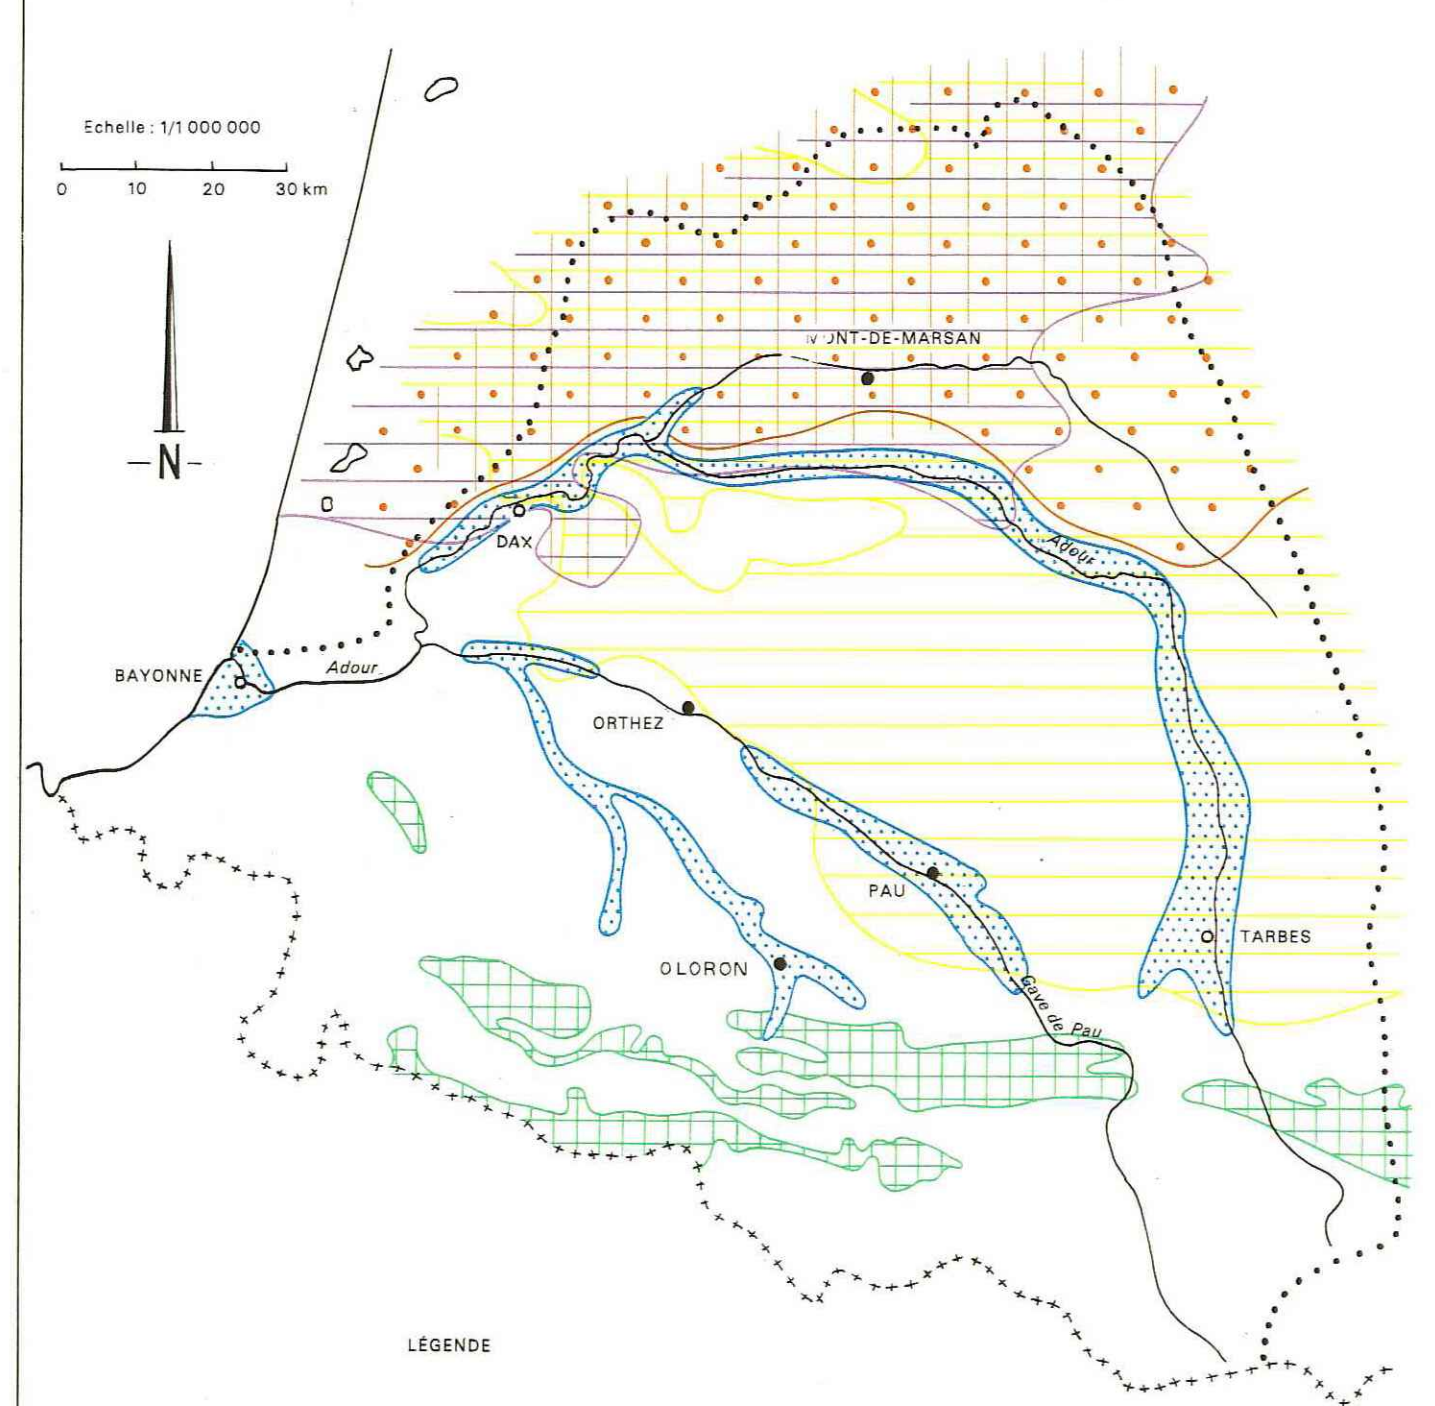 Echelle : 1/1 000 000
0 10 20 30 km
N
MONT-DE-MARSAN
DAX
Adour
BAYONNE
Adour
ORTHEZ
PAU
OLORON
TARBES
Gave de Pau
LÉGENDE